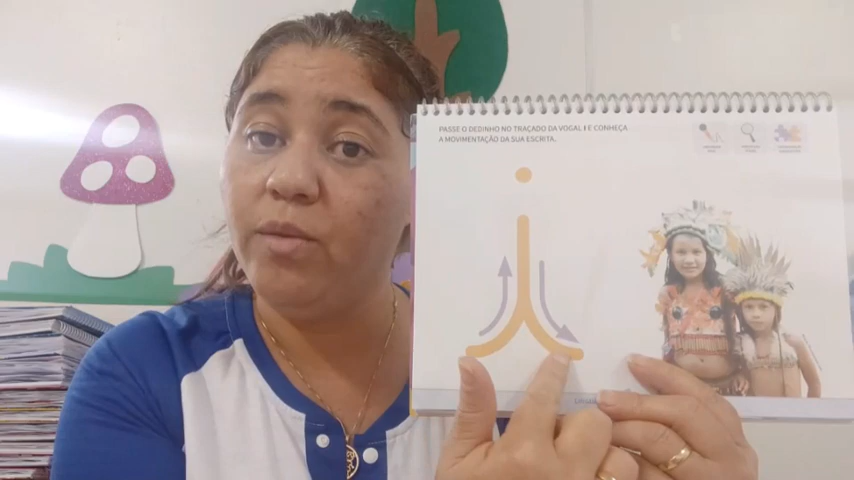 PASSE O DEDINHO NO TRAÇADO DA VOGAL I E CONHEÇA
A MOVIMENTAÇÃO DA SUA ESCRITA.
i